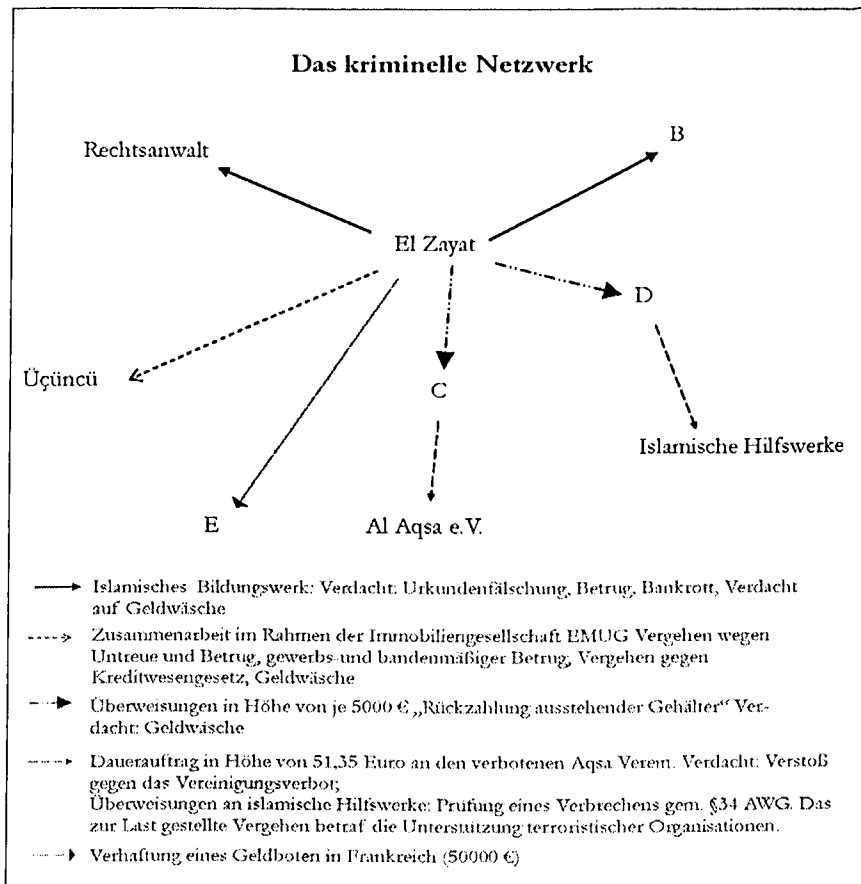 Das kriminelle Netzwerk
B
Rechtsanwalt
El Zayat
D
Üçüncü
C
Islamische Hilfswerke
E
Al Aqsa e.V.
Islamisches Bildungswerk: Verdacht: Urkundenfälschung, Betrug, Bankrott, Verdacht
auf Geldwäsche
Zusammenarbeit im Rahmen der Immobiliengesellschaft EMUG Vergehen wegen
Untreue und Betrug, gewerbs-und bandenmäßiger Betrug; Vergehen gegen
Kreditwesengesetz, Geldwäsche
Überweisungen in Höhe von je 5000 € „Rückzahlung ausstehender Gehälter“ Ver-
dacht: Geldwäsche
Dauerauftrag in Höhe von 51,35 Euro an den verbotenen Aqsa Verein. Verdacht: Verstoß
gegen das Vereinigungsverbot;
Überweisungen an islamische Hilfswerke: Prüfung eines Verbrechens gem. §34 AWG. Das
zur Last gestellte Vergehen betraf die Unterstützung terroristischer Organisationen.
Verhaftung eines Geldboten in Frankreich (50000 €)